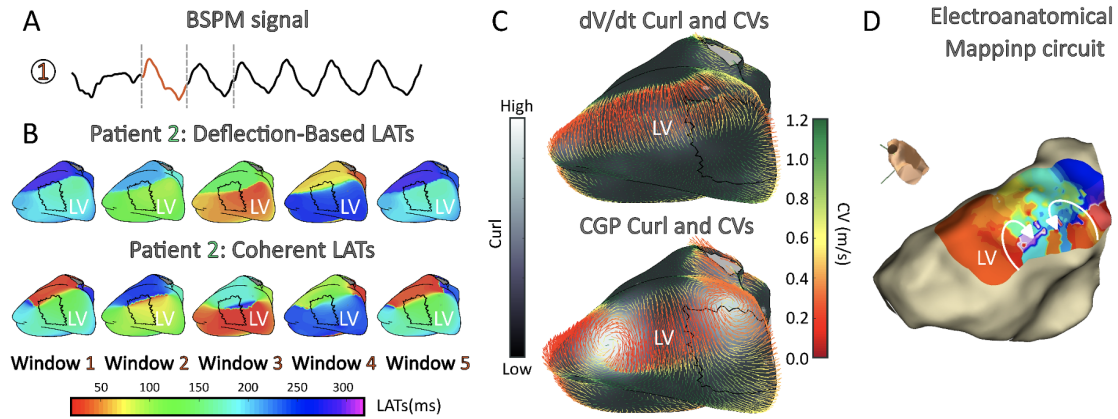 A
BSPM signal
1
B
Patient 2: Deflection-Based LATs
LV
LV
LV
LV
LV
Patient 2: Coherent LATs
LV
LV
LV
LV
LV
Window 1 Window 2 Window 3 Window 4 Window 5
50 100 150 200 250 300
LATs(ms)
C
dV/dt Curl and CVs
High
Curl
Low
LV
CGP Curl and CVs
LV
1.2
1.0
0.8
0.6
0.4
0.2
0.0
CV (m/s)
D
Electroanatomical
Mappinp circuit
LV